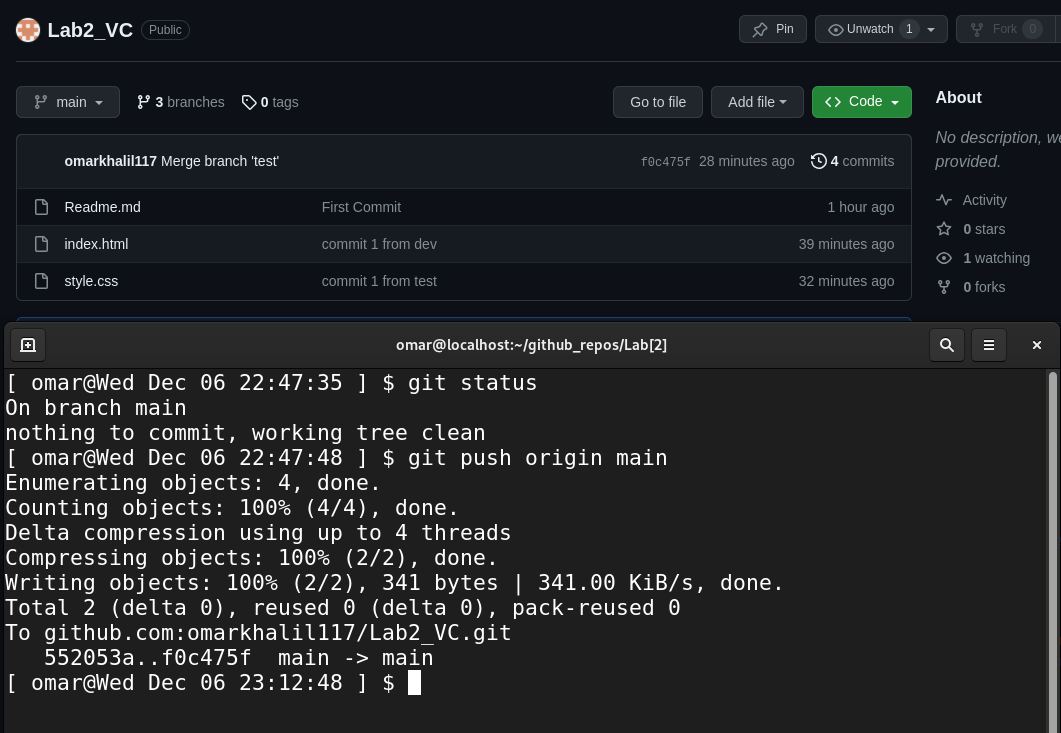 Lab2_VC Public Pin Unwatch 1 Fork 0
main 3 branches 0 tags Go to file Add file Code About
No description, we
provided.
omarkhalil117 Merge branch 'test' f0c475f 28 minutes ago 4 commits
Readme.md First Commit 1 hour ago
index.html commit 1 from dev 39 minutes ago
style.css commit 1 from test 32 minutes ago
Activity
0 stars
1 watching
0 forks
omar@localhost:~/github_repos/Lab[2]
[ omar@Wed Dec 06 22:47:35 ] $ git status
On branch main
nothing to commit, working tree clean
[ omar@Wed Dec 06 22:47:48 ] $ git push origin main
Enumerating objects: 4, done.
Counting objects: 100% (4/4), done.
Delta compression using up to 4 threads
Compressing objects: 100% (2/2), done.
Writing objects: 100% (2/2), 341 bytes | 341.00 KiB/s, done.
Total 2 (delta 0), reused 0 (delta 0), pack-reused 0
To github.com:omarkhalil117/Lab2_VC.git
   552053a..f0c475f  main -> main
[ omar@Wed Dec 06 23:12:48 ] $